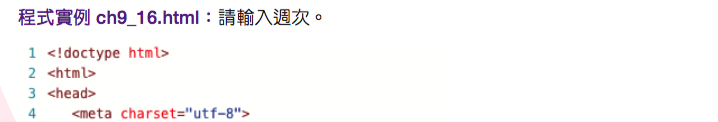 程式實例 ch9_16.html：請輸入週次。
1 <!doctype html>
2 <html>
3 <head>
4 <meta charset="utf-8">